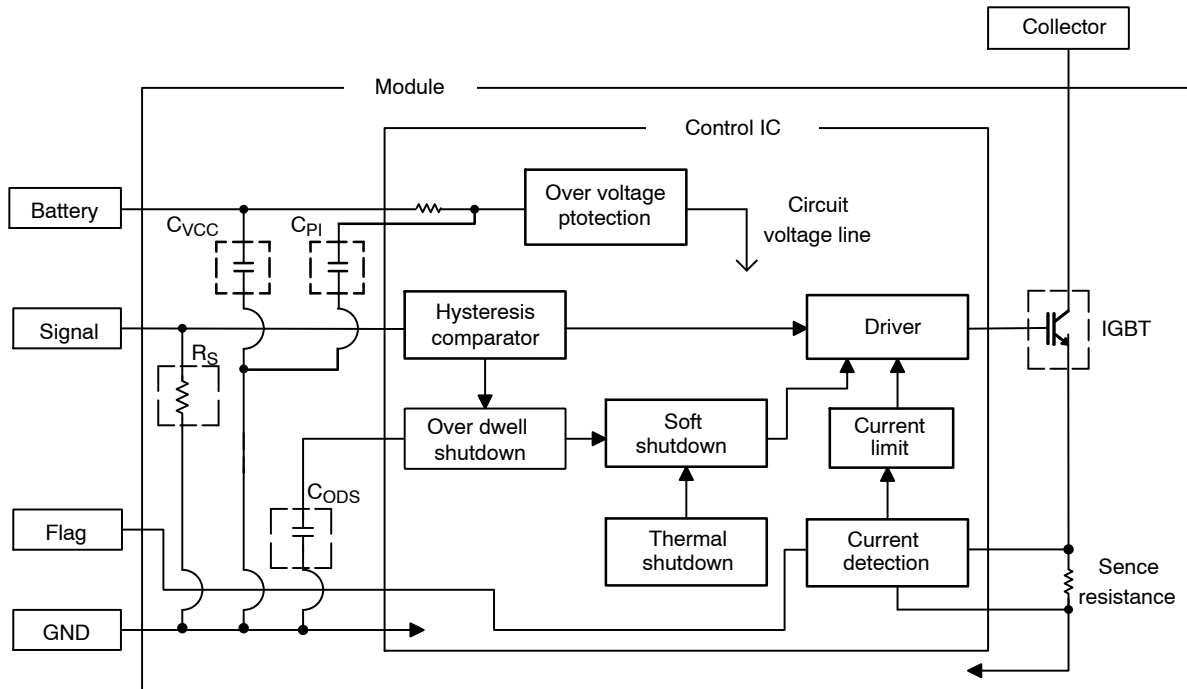 Collector
Module
Control IC
Battery
CVCC
CPI
Over voltage
ptotection
Circuit
voltage line
Signal
RS
Hysteresis
comparator
Driver
IGBT
Over dwell
shutdown
Soft
shutdown
Current
limit
CODS
Flag
Thermal
shutdown
Current
detection
Sence
resistance
GND